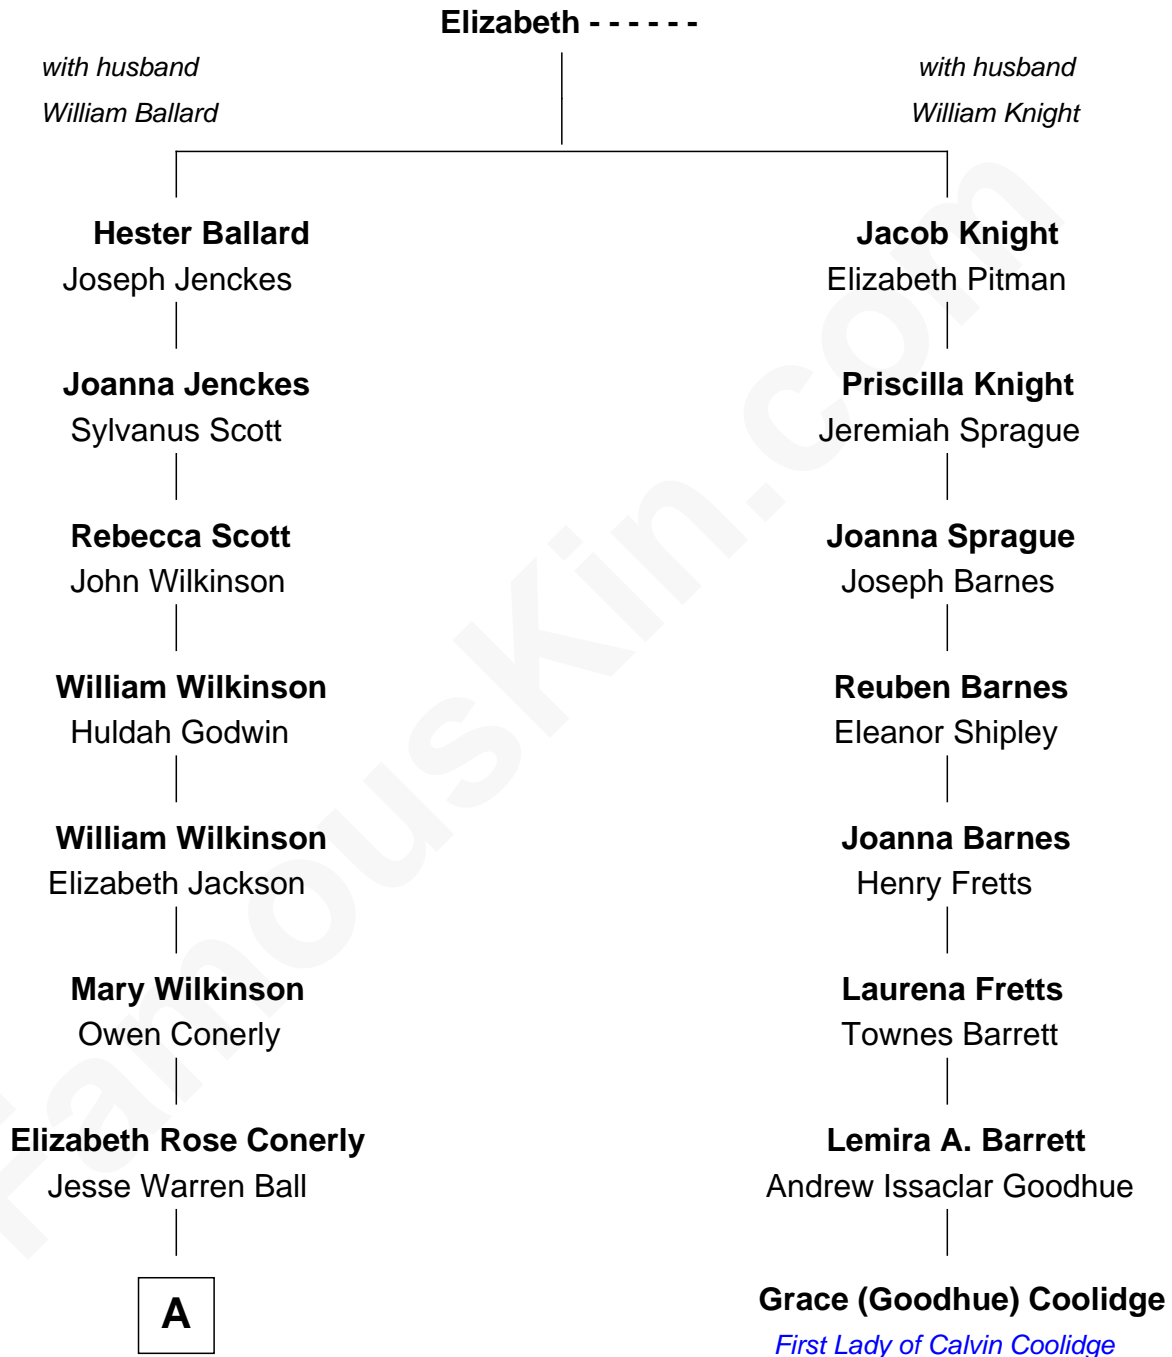 Elizabeth - - - - - -
with husband
William Ballard
with husband
William Knight
Hester Ballard
Joseph Jenckes
Jacob Knight
Elizabeth Pitman
Joanna Jenckes
Sylvanus Scott
Priscilla Knight
Jeremiah Sprague
Rebecca Scott
John Wilkinson
Joanna Sprague
Joseph Barnes
William Wilkinson
Huldah Godwin
Reuben Barnes
Eleanor Shipley
William Wilkinson
Elizabeth Jackson
Joanna Barnes
Henry Fretts
Mary Wilkinson
Owen Conerly
Laurena Fretts
Townes Barrett
Elizabeth Rose Conerly
Jesse Warren Ball
Lemira A. Barrett
Andrew Issaclar Goodhue
A
Grace (Goodhue) Coolidge
First Lady of Calvin Coolidge
FamousKin.com